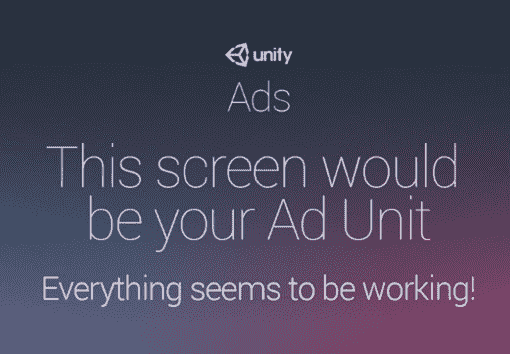 unity
Ads
This screen would
be your Ad Unit
Everything seems to be working!